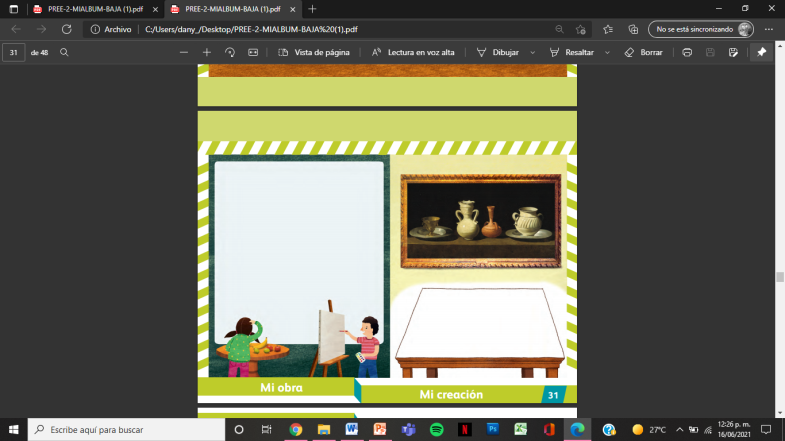 PREE-2-MIALBUM-BAJA (1).pdf
PREE-2-MIALBUM-BAJA (1).pdf
Archivo
C:/Users/dany_/Desktop/PREE-2-MIALBUM-BAJA%20(1).pdf
No se está sincronizando
31
de 48
Vista de página
Lectura en voz alta
Dibujar
Resaltar
Borrar
Mi obra
Mi creación
31
Escribe aquí para buscar
27°C
12:26 p. m.
16/06/2021